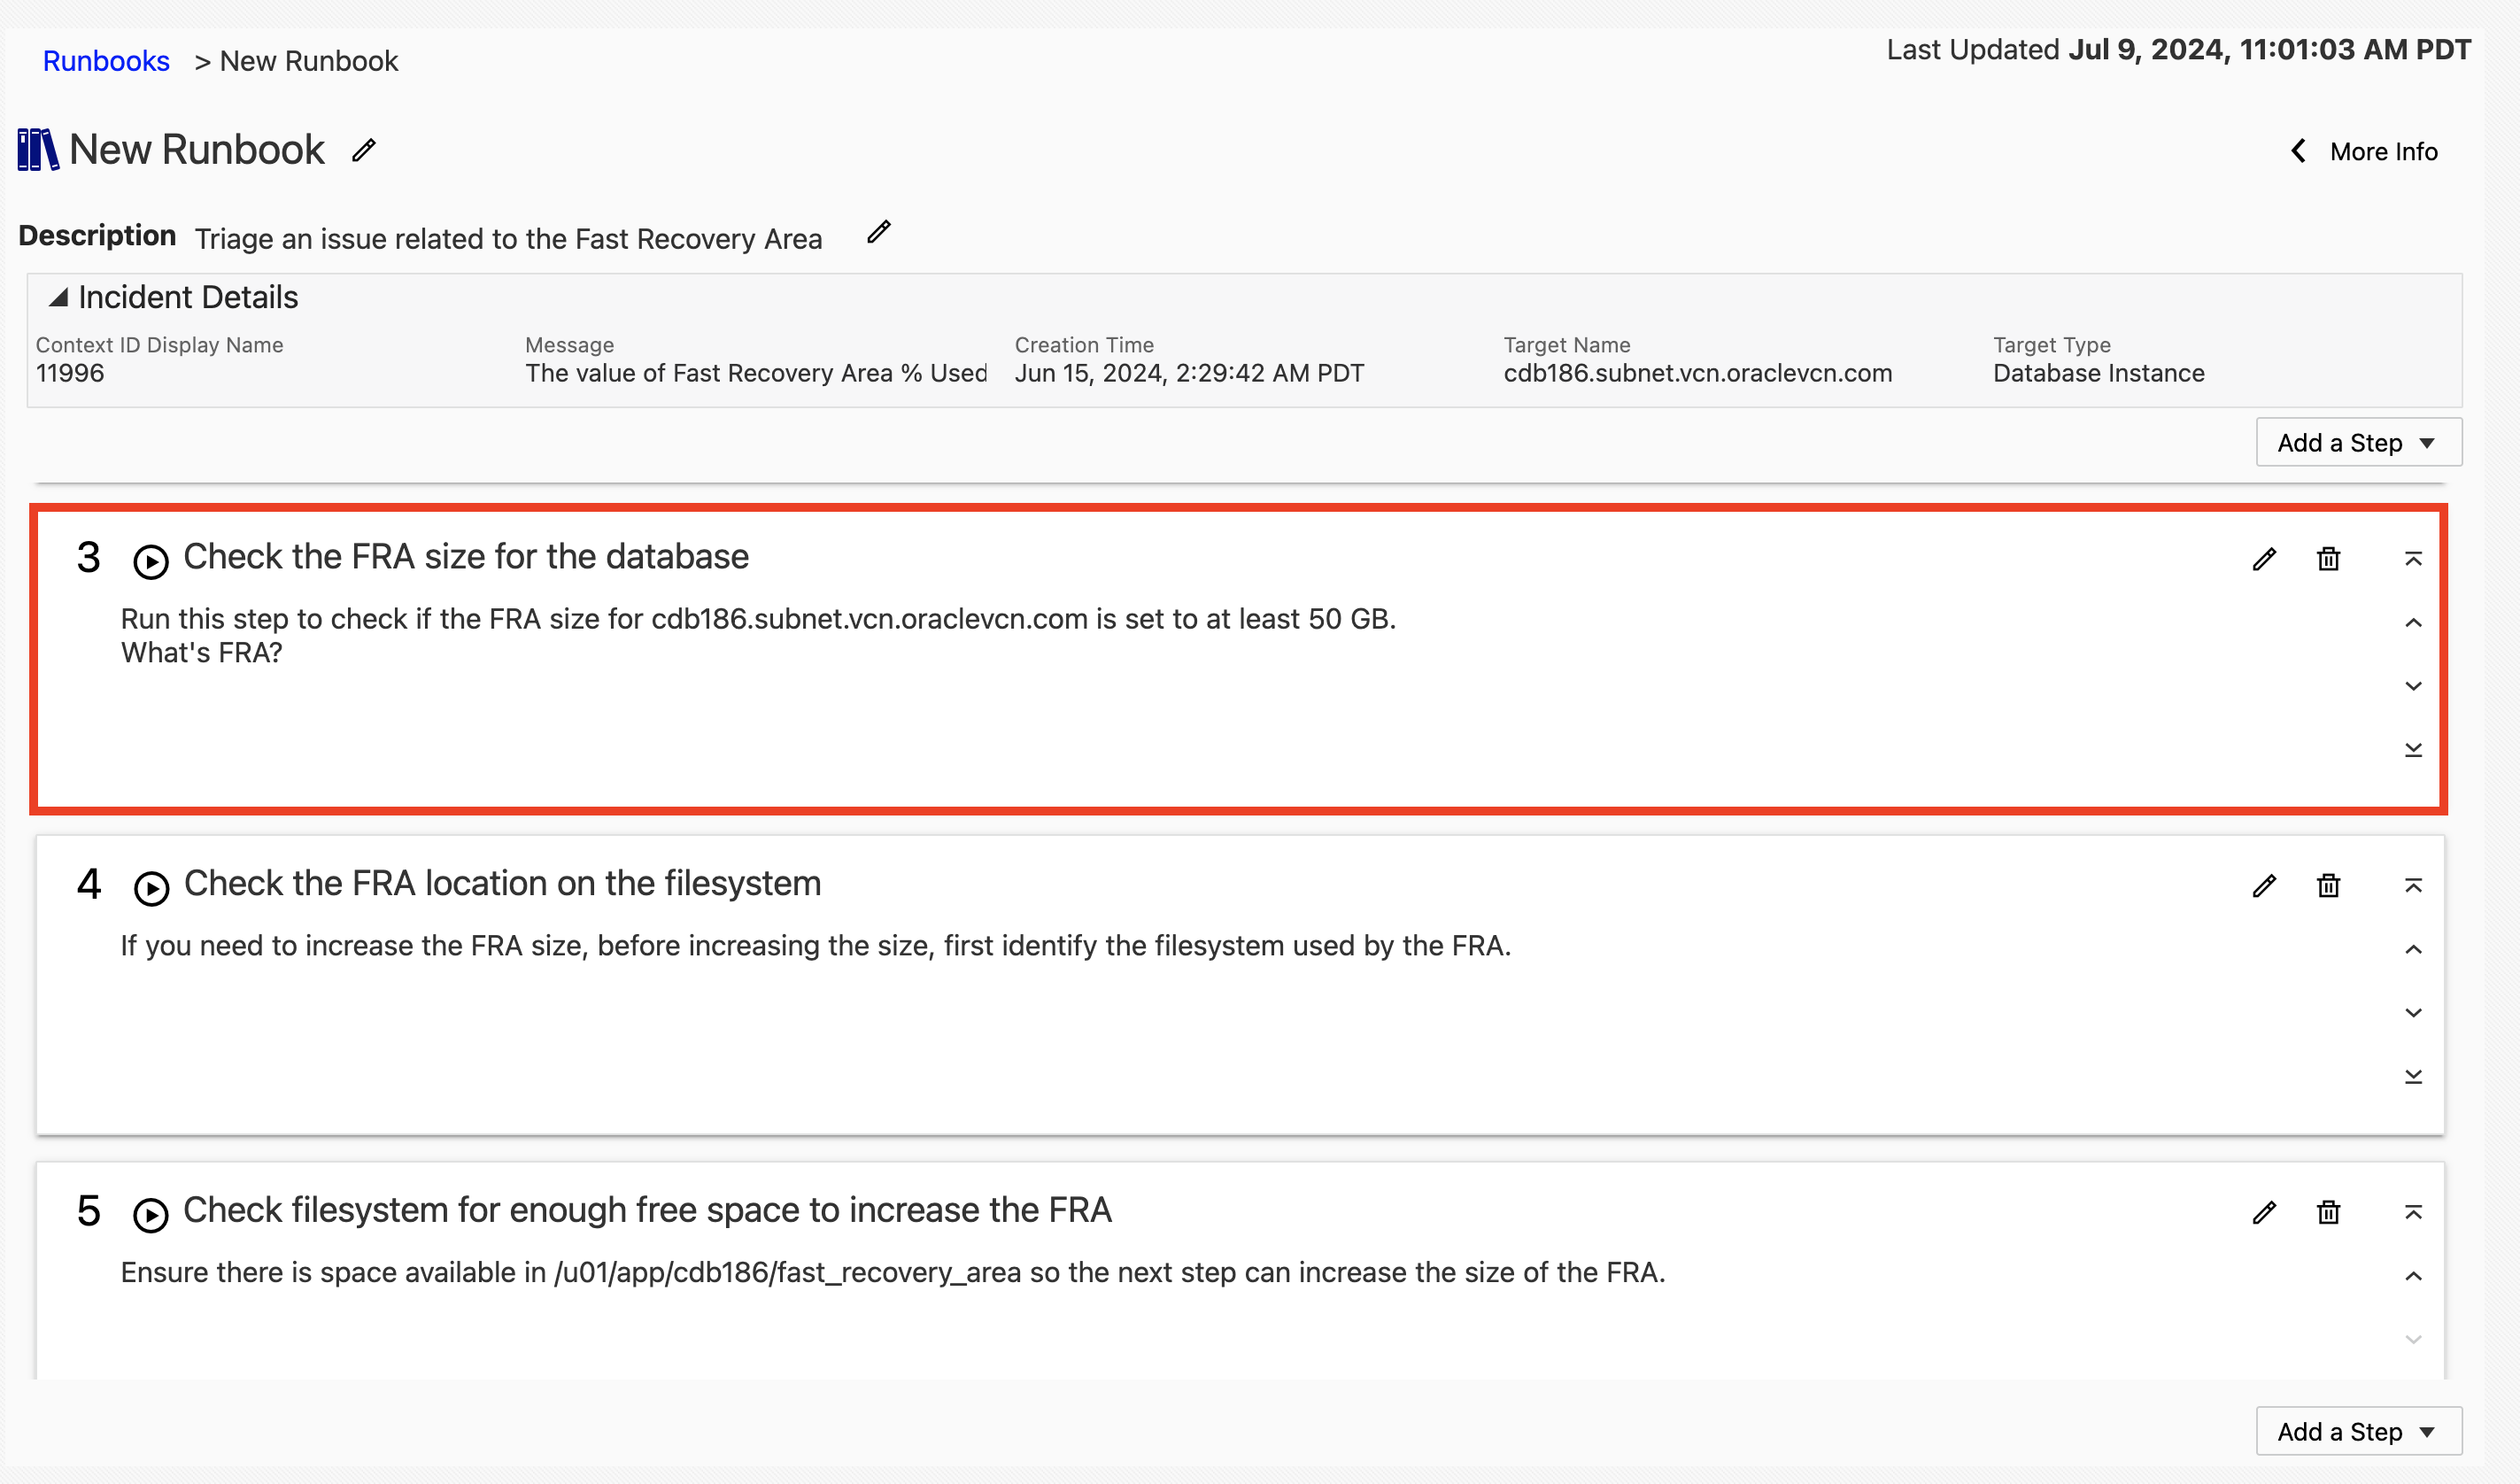 Runbooks > New Runbook
Last Updated Jul 9, 2024, 11:01:03 AM PDT
New Runbook
More Info
Description Triage an issue related to the Fast Recovery Area
Incident Details
Context ID Display Name
11996
Message
The value of Fast Recovery Area % Used
Creation Time
Jun 15, 2024, 2:29:42 AM PDT
Target Name
cdb186.subnet.vcn.oraclevcn.com
Target Type
Database Instance
Add a Step
3 Check the FRA size for the database
Run this step to check if the FRA size for cdb186.subnet.vcn.oraclevcn.com is set to at least 50 GB.
What's FRA?
4 Check the FRA location on the filesystem
If you need to increase the FRA size, before increasing the size, first identify the filesystem used by the FRA.
5 Check filesystem for enough free space to increase the FRA
Ensure there is space available in /u01/app/cdb186/fast_recovery_area so the next step can increase the size of the FRA.
Add a Step